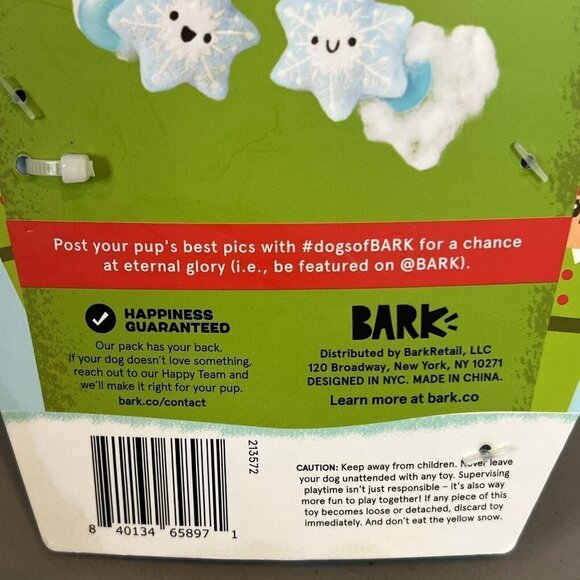 Post your pup's best pics with #dogsofBARK for a chance
at eternal glory (i.e., be featured on @BARK).
HAPPINESS
GUARANTEED
Our pack has your back.
If your dog doesn't love something,
reach out to our Happy Team and
we'll make it right for your pup.
bark.co/contact
BARK
Distributed by BarkRetail, LLC
120 Broadway, New York, NY 10271
DESIGNED IN NYC. MADE IN CHINA.
Learn more at bark.co
8 40134 65897 1
213572
CAUTION: Keep away from children. Never leave
your dog unattended with any toy. Supervising
playtime isn't just responsible – it's also way
more fun to play together! If any piece of this
toy becomes loose or detached, discard toy
immediately. And don't eat the yellow snow.